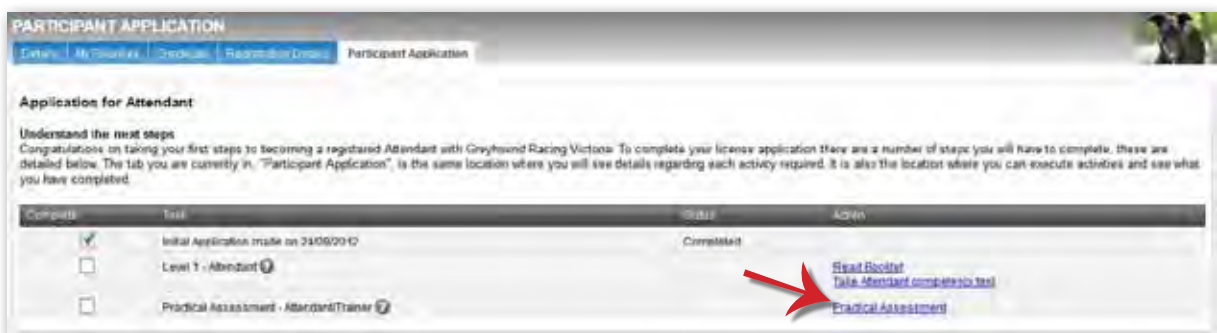 PARTICIPANT APPLICATION
Details My Favorites Registration Details Participant Application
Application for Attendant
Understand the next steps
Congratulations on taking your first steps to becoming a registered Attendant with Greyhound Racing Victoria. To complete your license application there are a number of steps you will have to complete, these are
detailed below. The tab you are currently in, "Participant Application", is the same location where you will see details regarding each activity required. It is also the location where you can execute activities and see what
you have completed.
Complete Task Status Action
Initial Application made on 24/08/2012 Completed
Level 1 - Attendant Read Booklet
Take Attendant competency test
Practical Assessment - Attendant/Trainer Practical Assessment